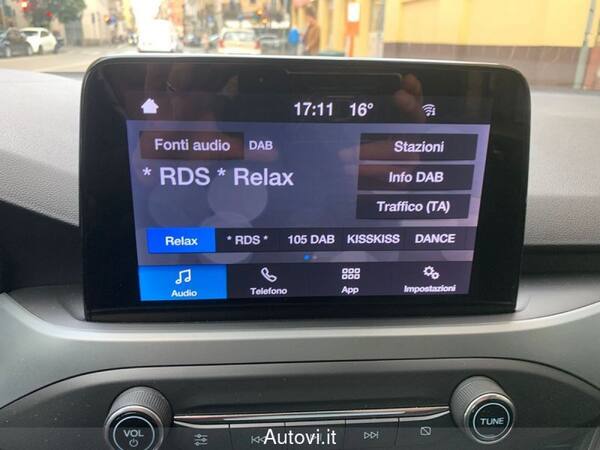 17:11 16°
Fonti audio DAB Stazioni
* RDS * Relax Info DAB
Traffico (TA)
Relax * RDS * 105 DAB KISSKISS DANCE
Audio Telefono App Impostazioni
VOL TUNE
Autovi.it